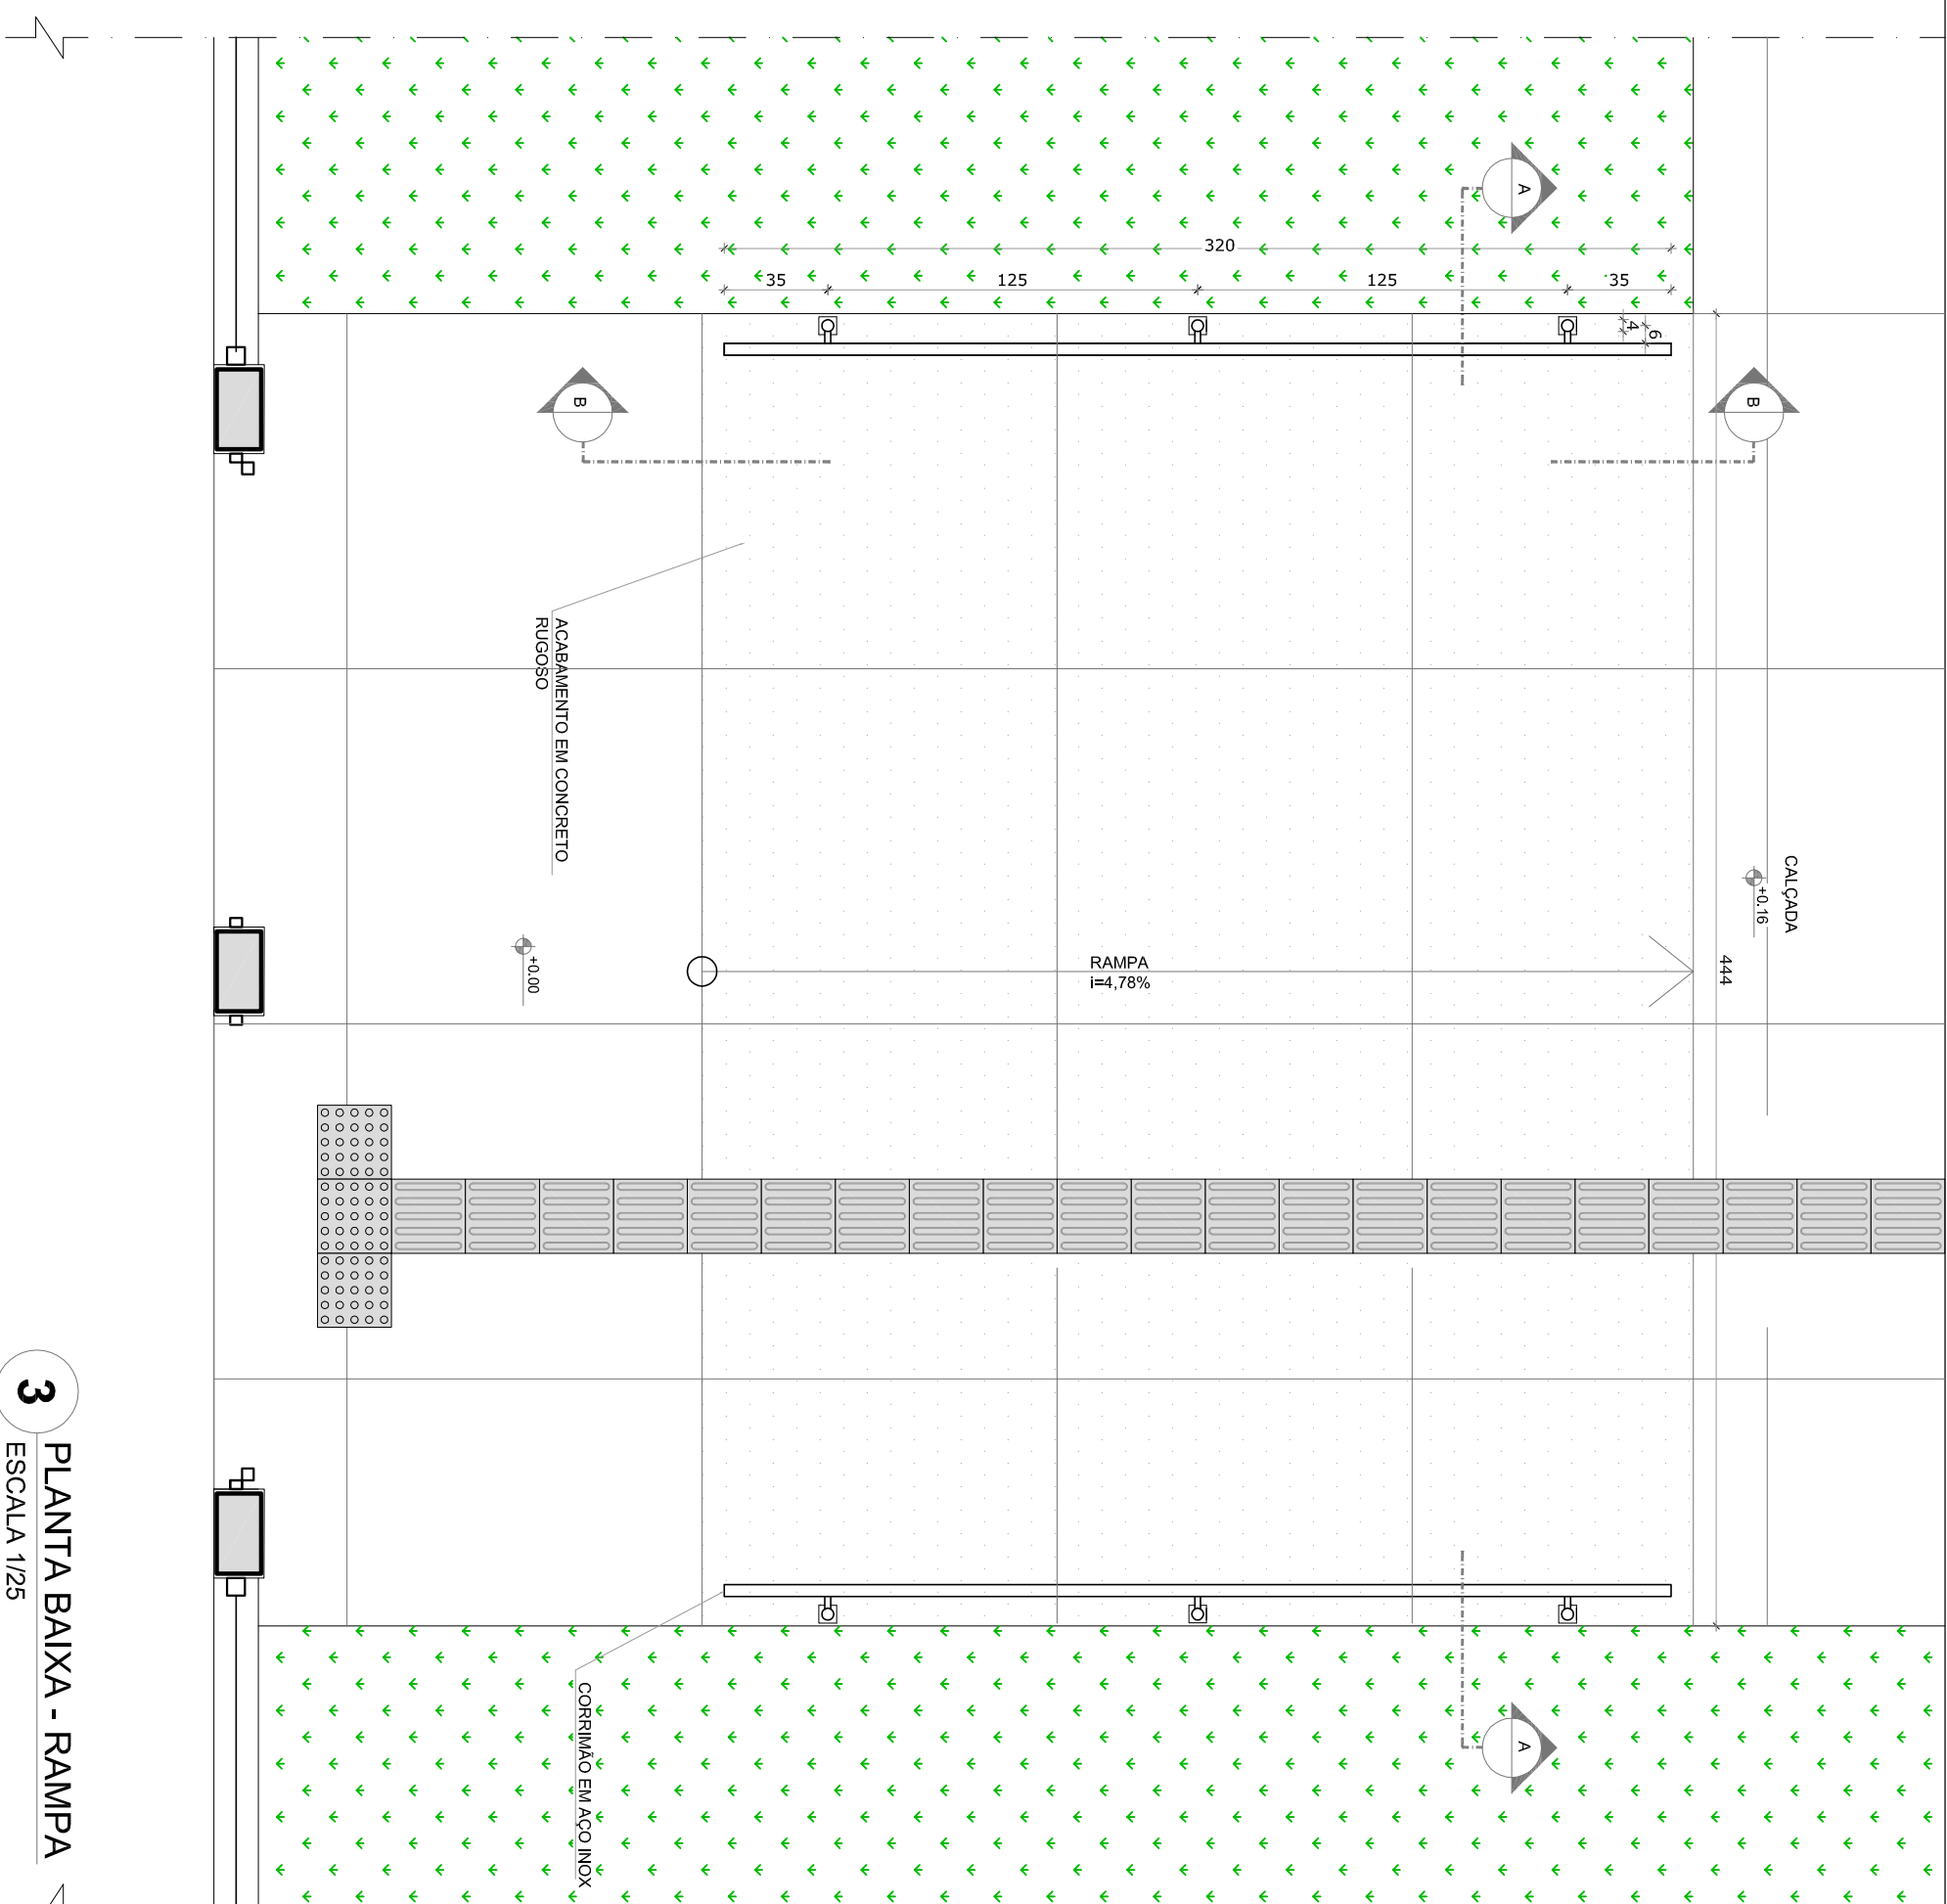 A
320
35
125
125
35
4
6
B
B
ACABAMENTO EM CONCRETO
RUGOSO
CALÇADA
+0.16
+0.00
RAMPA
i=4,78%
444
3
PLANTA BAIXA - RAMPA
ESCALA 1/25
CORRIMÃO EM AÇO INOX
A